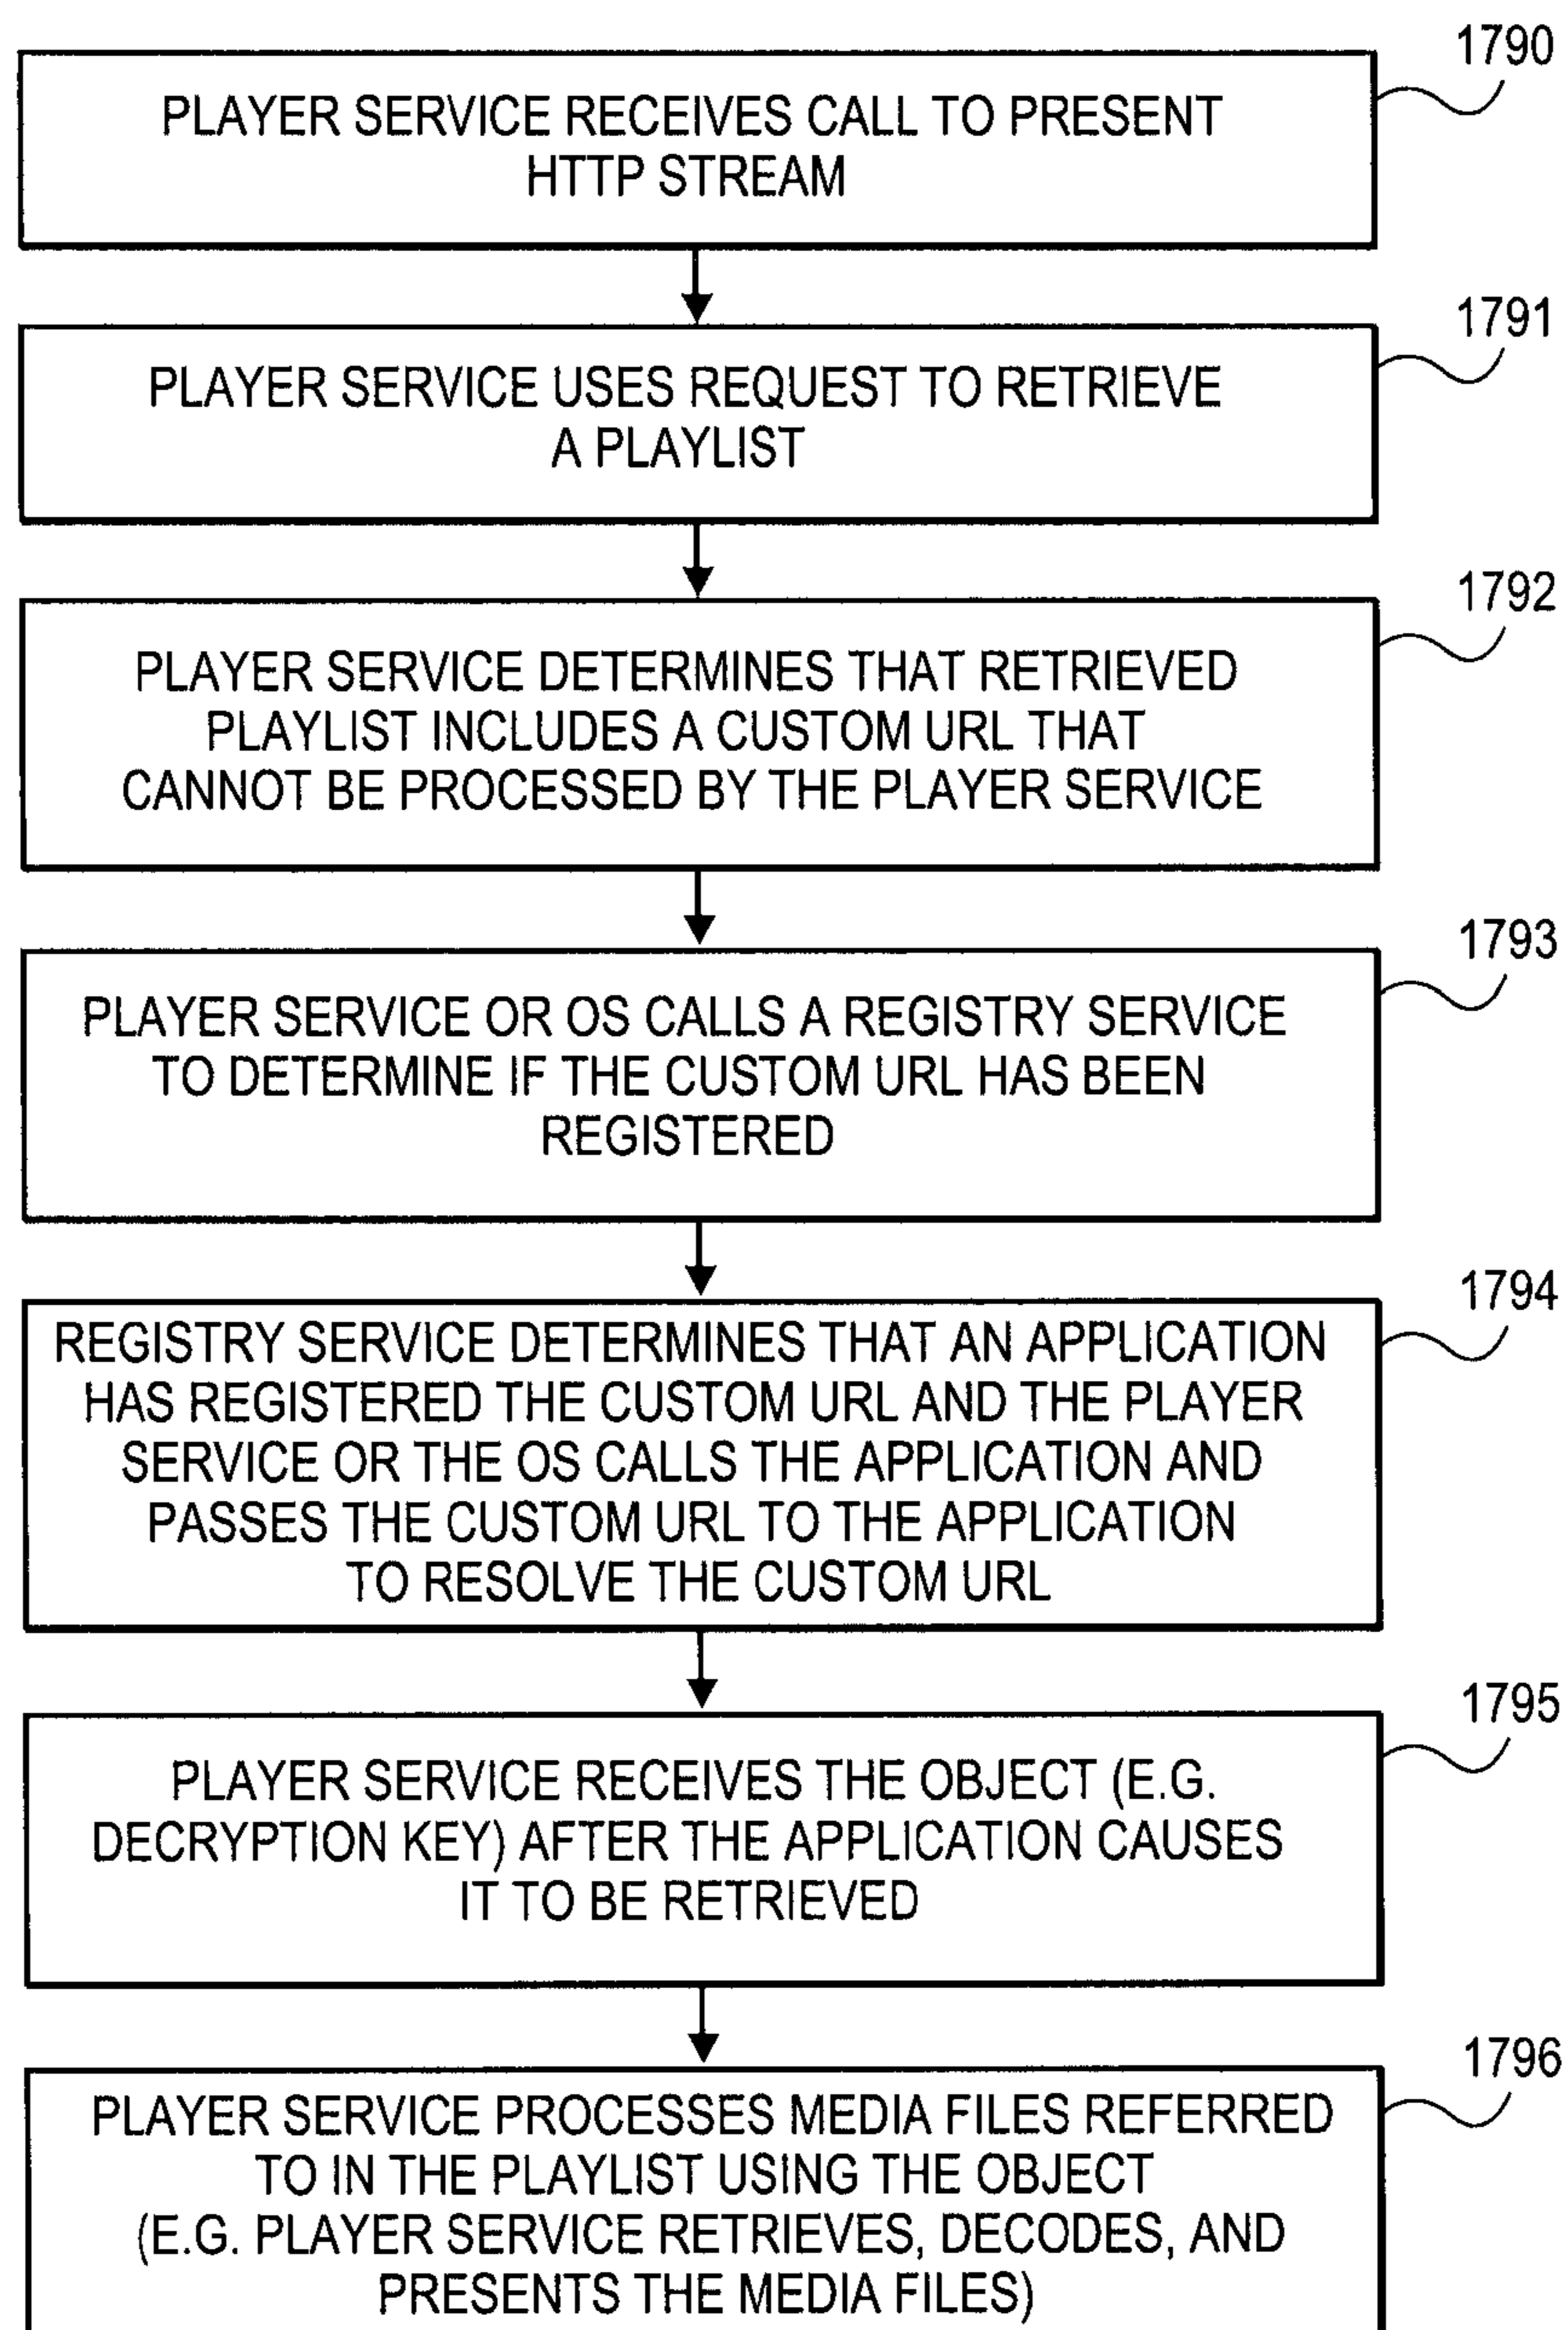 1790
PLAYER SERVICE RECEIVES CALL TO PRESENT
HTTP STREAM
1791
PLAYER SERVICE USES REQUEST TO RETRIEVE
A PLAYLIST
1792
PLAYER SERVICE DETERMINES THAT RETRIEVED
PLAYLIST INCLUDES A CUSTOM URL THAT
CANNOT BE PROCESSED BY THE PLAYER SERVICE
1793
PLAYER SERVICE OR OS CALLS A REGISTRY SERVICE
TO DETERMINE IF THE CUSTOM URL HAS BEEN
REGISTERED
1794
REGISTRY SERVICE DETERMINES THAT AN APPLICATION
HAS REGISTERED THE CUSTOM URL AND THE PLAYER
SERVICE OR THE OS CALLS THE APPLICATION AND
PASSES THE CUSTOM URL TO THE APPLICATION
TO RESOLVE THE CUSTOM URL
1795
PLAYER SERVICE RECEIVES THE OBJECT (E.G.
DECRYPTION KEY) AFTER THE APPLICATION CAUSES
IT TO BE RETRIEVED
1796
PLAYER SERVICE PROCESSES MEDIA FILES REFERRED
TO IN THE PLAYLIST USING THE OBJECT
(E.G. PLAYER SERVICE RETRIEVES, DECODES, AND
PRESENTS THE MEDIA FILES)